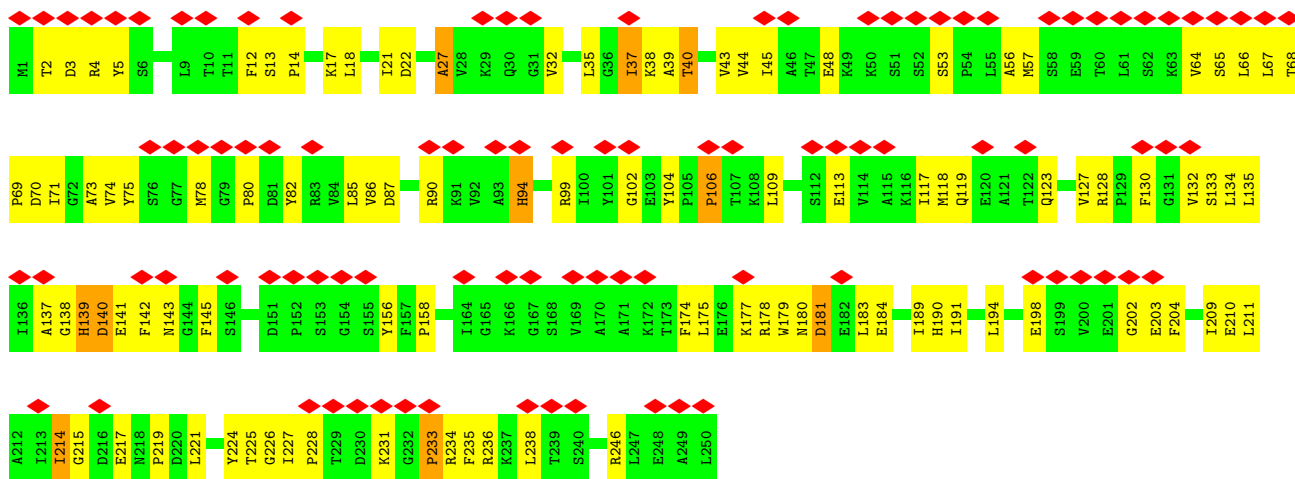 M1 T2 D3 R4 Y5 S6 L9 T10 T11 F12 S13 P14 K17 L18 I21 D22 A27 V28 K29 Q30 G31 V32 L35 G36 I37 K38 A39 T40 V43 V44 I45 A46 T47 E48 K49 K50 S51 S52 S53 P54 L55 A56 M57 S58 E59 T60 L61 S62 K63 V64 S65 L66 L67 T68
P69 D70 I71 G72 A73 V74 Y75 S76 G77 M78 G79 P80 D81 Y82 R83 V84 L85 V86 D87 R90 K91 V92 A93 H94 R99 I100 Y101 G102 E103 Y104 P105 P106 T107 K108 L109 S112 E113 V114 A115 K116 I117 M118 Q119 E120 A121 T122 Q123 V127 R128 P129 F130 G131 V132 S133 L134 L135
I136 A137 G138 H139 D140 E141 F142 N143 G144 F145 S146 D151 P152 S153 G154 S155 Y156 F157 P158 I164 G165 K166 G167 S168 V169 A170 A171 K172 T173 F174 L175 E176 K177 R178 W179 N180 D181 E182 L183 E184 I189 H190 I191 L194 E198 S199 V200 E201 G202 E203 F204 I209 E210 L211
A212 I213 I214 G215 D216 E217 N218 P219 D220 L221 Y224 T225 G226 I227 P228 T229 D230 K231 G232 P233 R234 F235 R236 K237 L238 T239 S240 R246 L247 E248 A249 L250